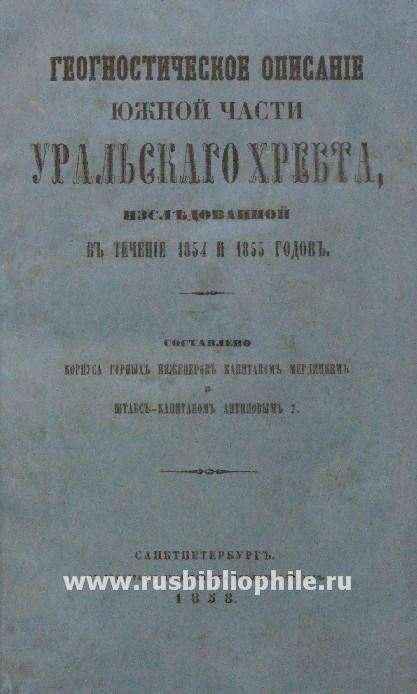 ГЕОГНОСТИЧЕСКОЕ ОПИСАНІЕ
ЮЖНОЙ ЧАСТИ
УРАЛЬСКАГО ХРЕБТА,
ИЗСЛѢДОВАННОЙ
ВЪ ТЕЧЕНІЕ 1854 И 1855 ГОДОВЪ.
СОСТАВЛЕНО
КОРПУСА ГОРНЫХЪ ИНЖЕНЕРОВЪ КАПИТАНОМЪ МЕГЛИЦКИМЪ
И
ШТАБСЪ-КАПИТАНОМЪ АНТИПОВЫМЪ 2.
САНКТПЕТЕРБУРГЪ.
www.rusbibliophile.ru
1858.